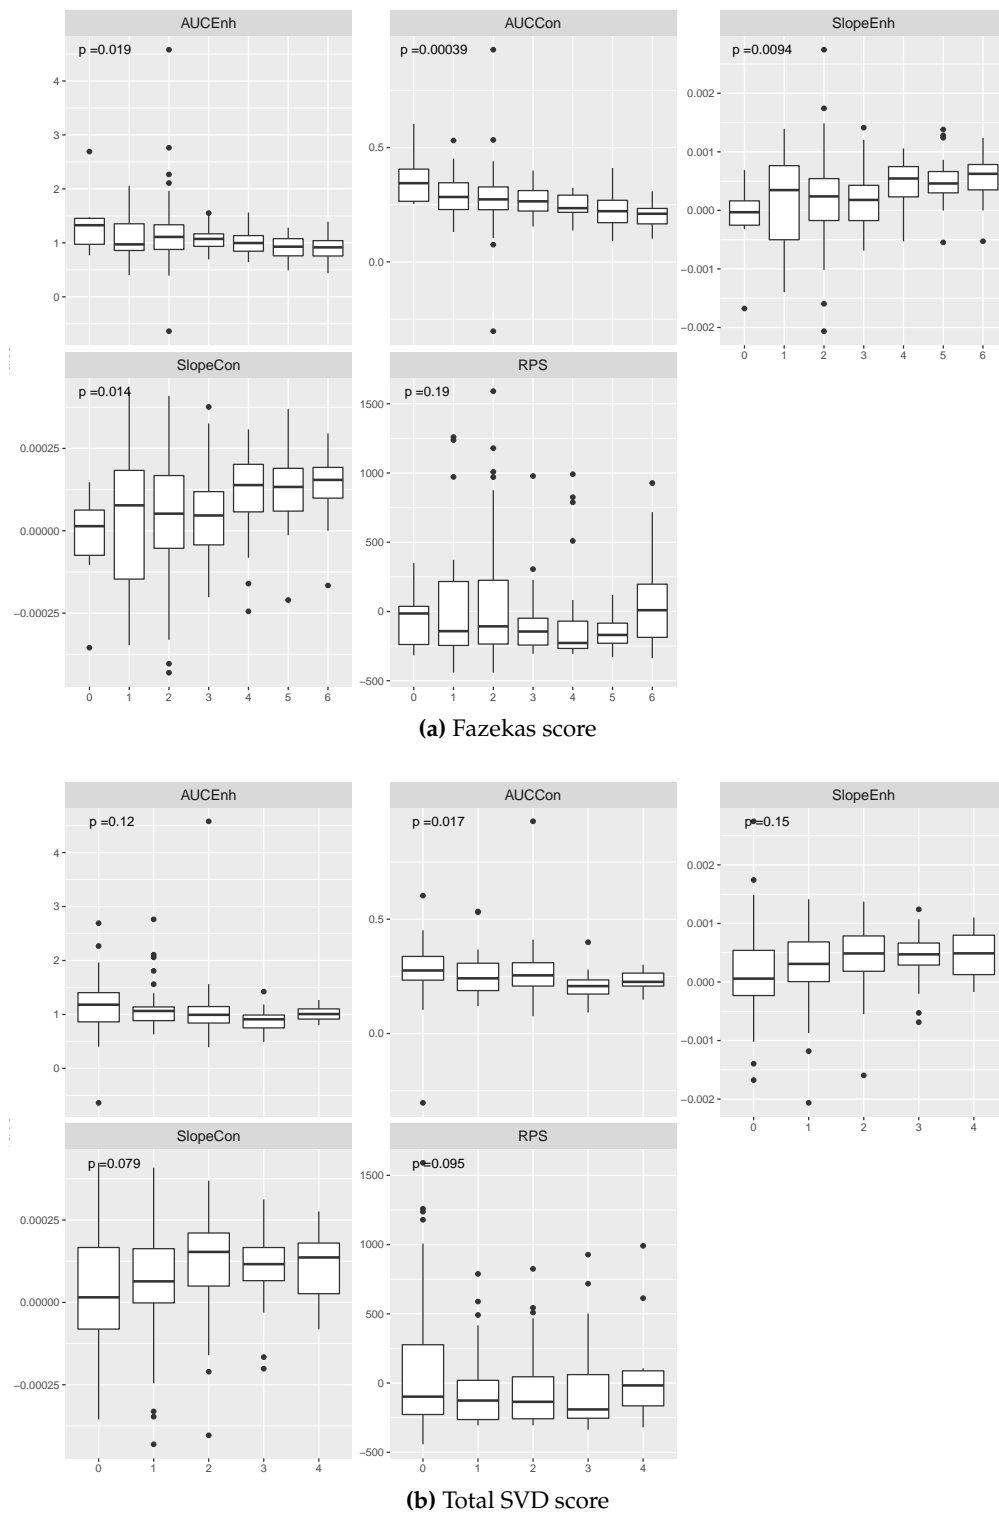 AUCEnh AUCCon SlopeEnh
p =0.019 p =0.00039 p =0.0094
4
3
2
1
0
0.5
0.0
0.002
0.001
0.000
−0.001
−0.002
0 1 2 3 4 5 6
SlopeCon RPS
p =0.014 p =0.19
0.00025
0.00000
−0.00025
1500
1000
500
0
−500
0 1 2 3 4 5 6 0 1 2 3 4 5 6
(a) Fazekas score
AUCEnh AUCCon SlopeEnh
p =0.12 p =0.017 p =0.15
4
3
2
1
0
0.5
0.0
0.002
0.001
0.000
−0.001
−0.002
0 1 2 3 4
SlopeCon RPS
p =0.079 p =0.095
0.00025
0.00000
−0.00025
1500
1000
500
0
−500
0 1 2 3 4 0 1 2 3 4
(b) Total SVD score